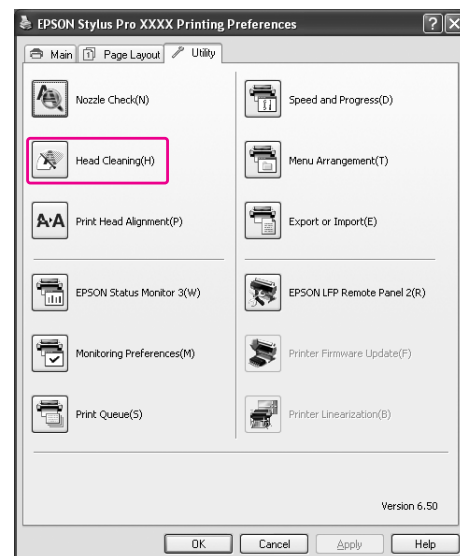 EPSON Stylus Pro XXXX Printing Preferences
Main Page Layout Utility
Nozzle Check(N)
Speed and Progress(D)
Head Cleaning(H)
Menu Arrangement(T)
A A Print Head Alignment(P)
Export or Import(E)
EPSON Status Monitor 3(W)
EPSON LFP Remote Panel 2(R)
Monitoring Preferences(M)
Printer Firmware Update(F)
Print Queue(S)
Printer Linearization(B)
Version 6.50
OK Cancel Apply Help